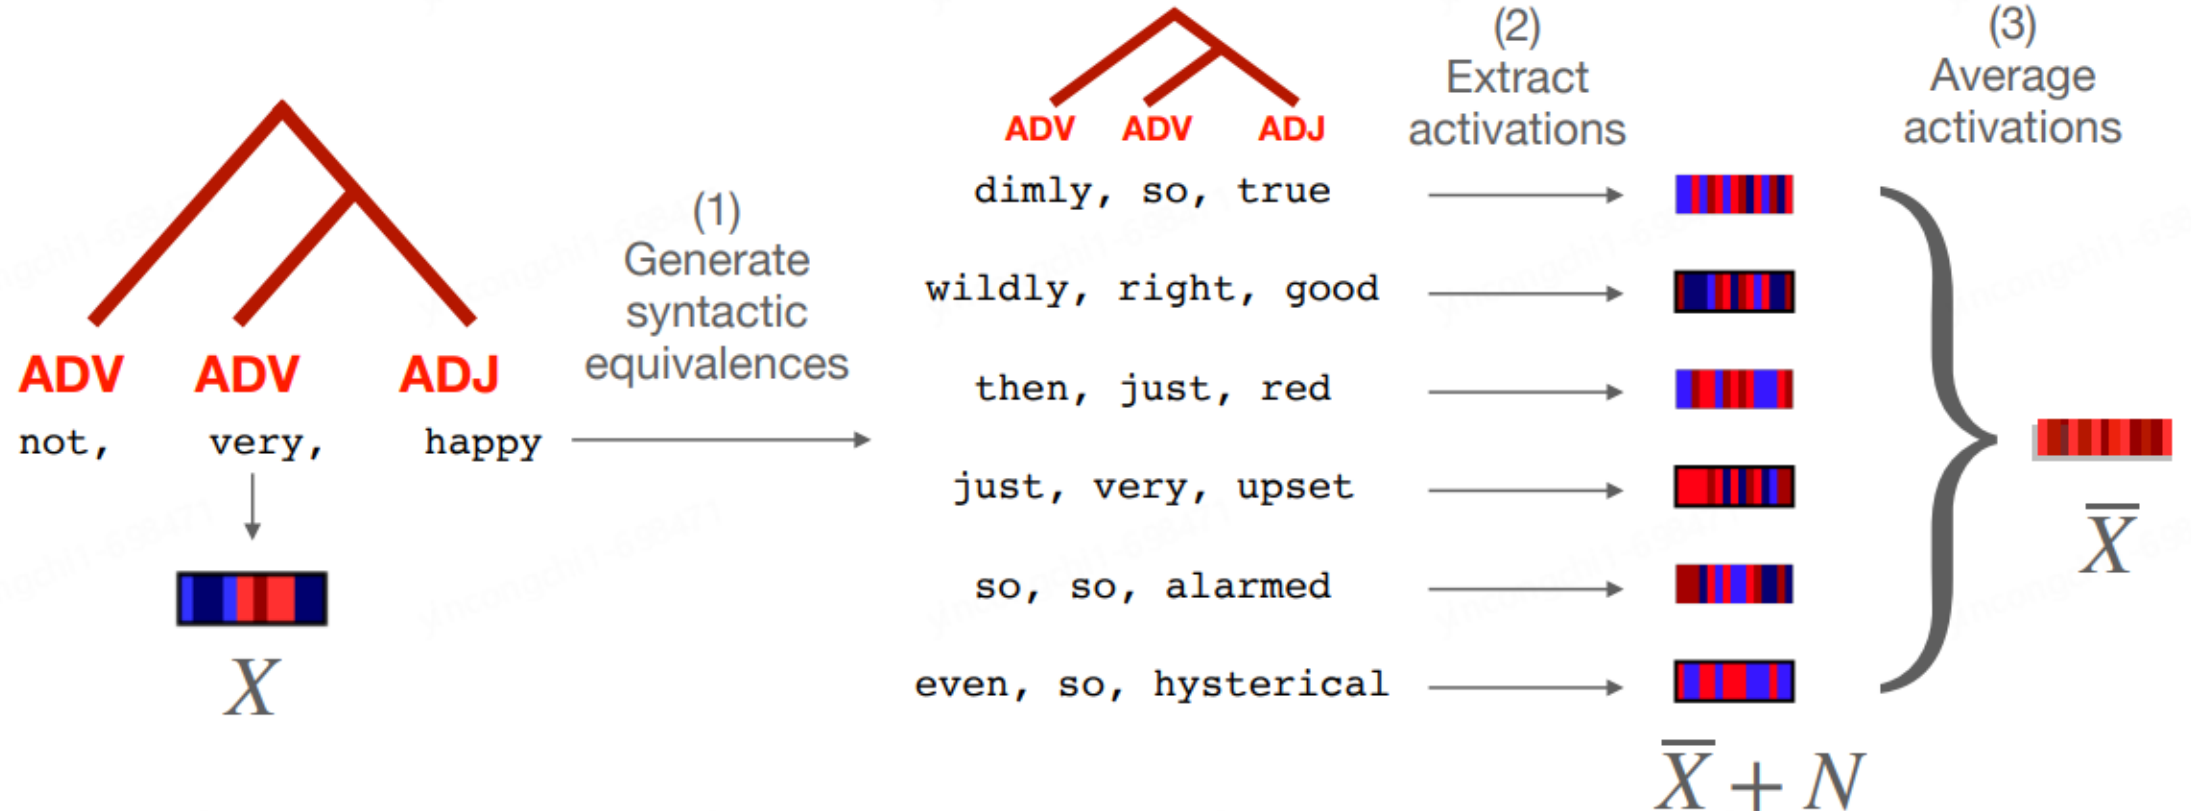 ADV ADV ADJ
not, very, happy
X
(1)
Generate
syntactic
equivalences
ADV ADV ADJ
dimly, so, true
wildly, right, good
then, just, red
just, very, upset
so, so, alarmed
even, so, hysterical
(2)
Extract
activations
X̅ + N
(3)
Average
activations
X̅